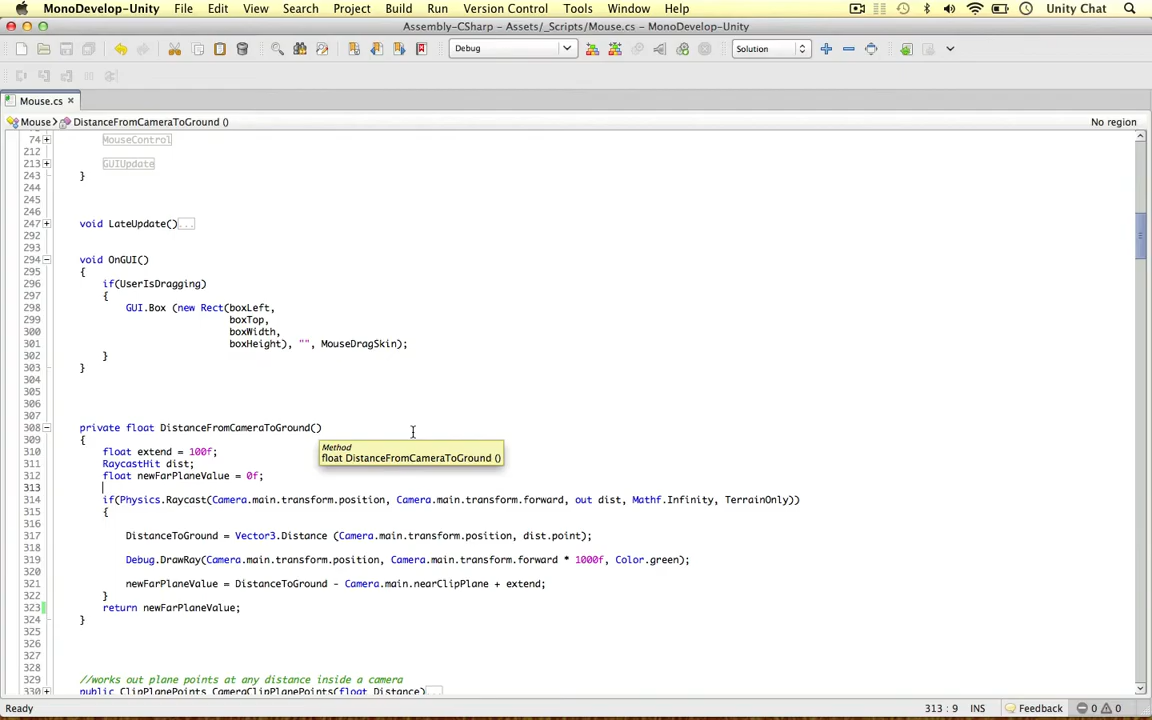 MonoDevelop-Unity File Edit View Search Project Build Run Version Control Tools Window Help Unity Chat
Assembly-CSharp - Assets/_Scripts/Mouse.cs - MonoDevelop-Unity
Debug Solution
Mouse.cs ×
Mouse DistanceFromCameraToGround () No region
74 MouseControl
212
213 GUIUpdate
243 }
244
245
246
247 void LateUpdate()...
292
293
294 void OnGUI()
295 {
296 if(UserIsDragging)
297 {
298 GUI.Box (new Rect(boxLeft,
299 boxTop,
300 boxWidth,
301 boxHeight), "", MouseDragSkin);
302 }
303 }
304
305
306
307
308 private float DistanceFromCameraToGround()
309 {
Method
float DistanceFromCameraToGround ()
310 float extend = 100f;
311 RaycastHit dist;
312 float newFarPlaneValue = 0f;
313
314 if(Physics.Raycast(Camera.main.transform.position, Camera.main.transform.forward, out dist, Mathf.Infinity, TerrainOnly))
315 {
316
317 DistanceToGround = Vector3.Distance (Camera.main.transform.position, dist.point);
318
319 Debug.DrawRay(Camera.main.transform.position, Camera.main.transform.forward * 1000f, Color.green);
320
321 newFarPlaneValue = DistanceToGround - Camera.main.nearClipPlane + extend;
322 }
323 return newFarPlaneValue;
324 }
325
326
327
328
329 //works out plane points at any distance inside a camera
330 public ClipPlanePoints CameraClipPlanePoints(float Distance)...
Ready 313 : 9 INS Feedback 0 0